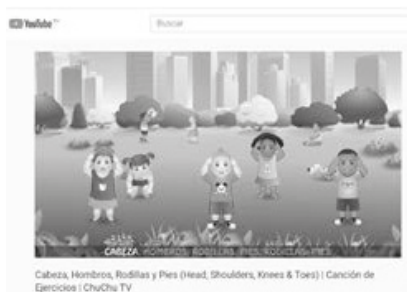 YouTube
Buscar
CABEZA, HOMBROS, RODILLAS, PIES, RODILLAS, PIES
Cabeza, Hombros, Rodillas y Pies (Head, Shoulders, Knees & Toes) | Canción de
Ejercicios | ChuChu TV